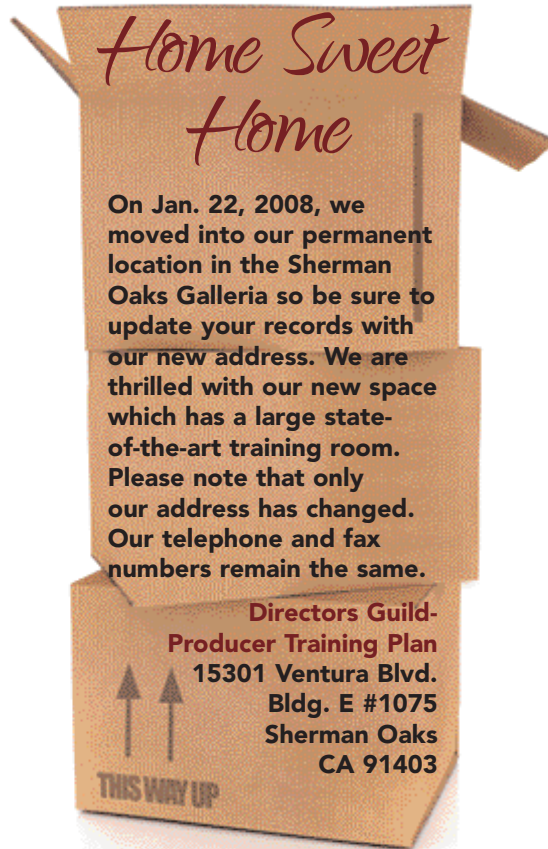 Home Sweet
Home
On Jan. 22, 2008, we
moved into our permanent
location in the Sherman
Oaks Galleria so be sure to
update your records with
our new address. We are
thrilled with our new space
which has a large state-
of-the-art training room.
Please note that only
our address has changed.
Our telephone and fax
numbers remain the same.
Directors Guild-
Producer Training Plan
15301 Ventura Blvd.
Bldg. E #1075
Sherman Oaks
CA 91403
THIS WAY UP